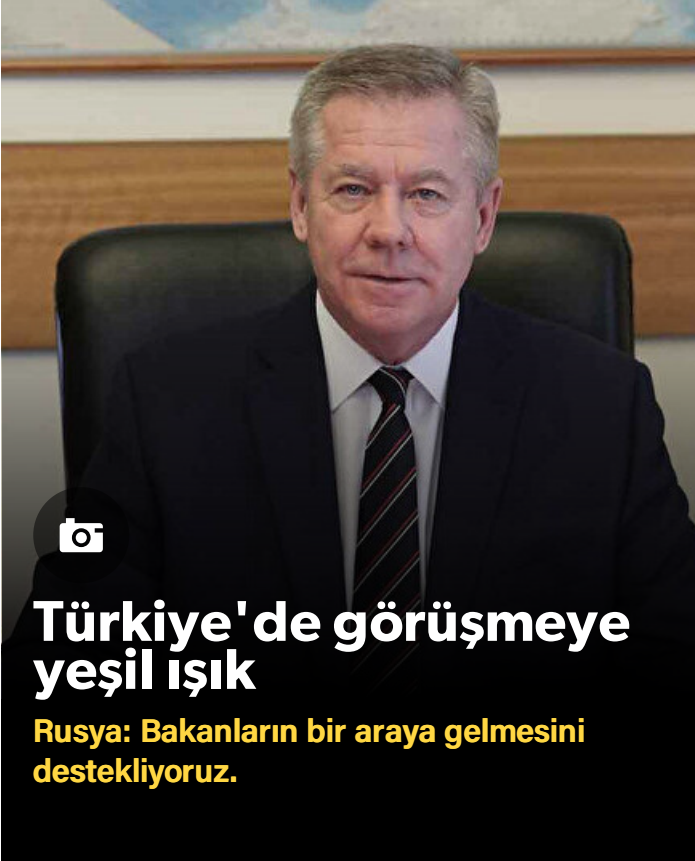 Türkiye'de görüşmeye
yeşil ışık
Rusya: Bakanların bir araya gelmesini
destekliyoruz.